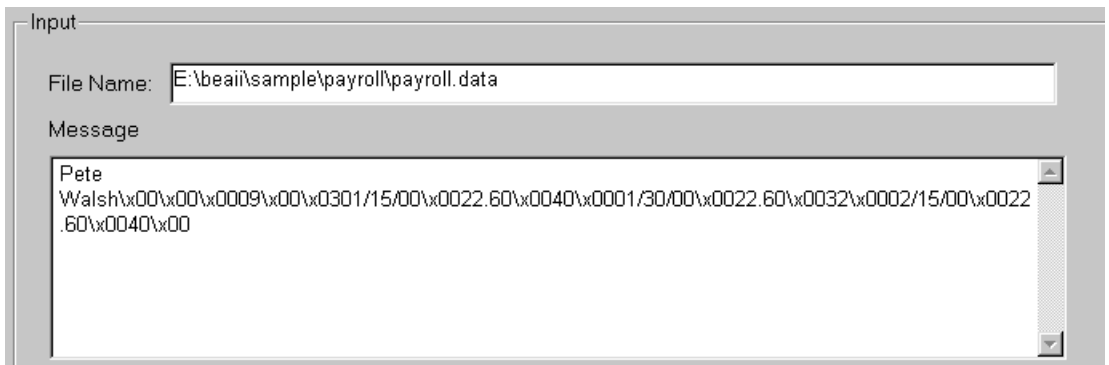 Input
File Name: E:\beaii\sample\payroll\payroll.data
Message
Pete
Walsh\x00\x00\x0009\x00\x0301/15/00\x0022.60\x0040\x0001/30/00\x0022.60\x0032\x0002/15/00\x0022
.60\x0040\x00